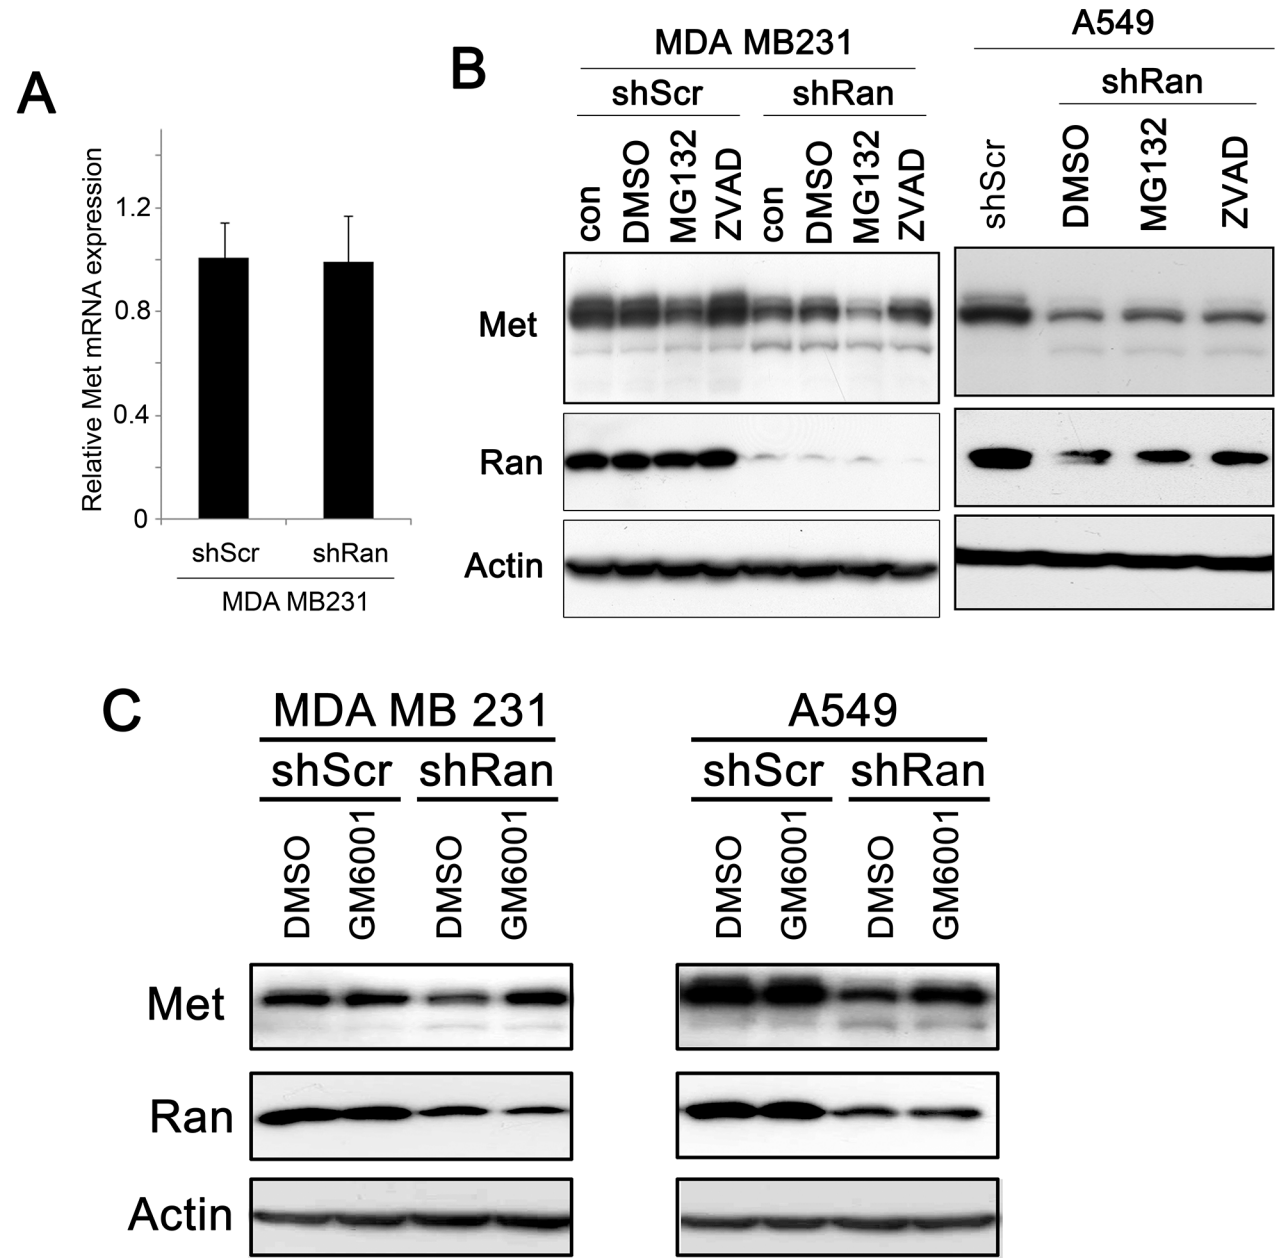 A
Relative Met mRNA expression
1.2
0.8
0.4
0
shScr shRan
MDA MB231
B
MDA MB231
shScr shRan
con DMSO MG132 ZVAD con DMSO MG132 ZVAD
A549
shRan
shScr DMSO MG132 ZVAD
Met
Ran
Actin
C
MDA MB 231 A549
shScr shRan shScr shRan
DMSO GM6001 DMSO GM6001 DMSO GM6001 DMSO GM6001
Met
Ran
Actin